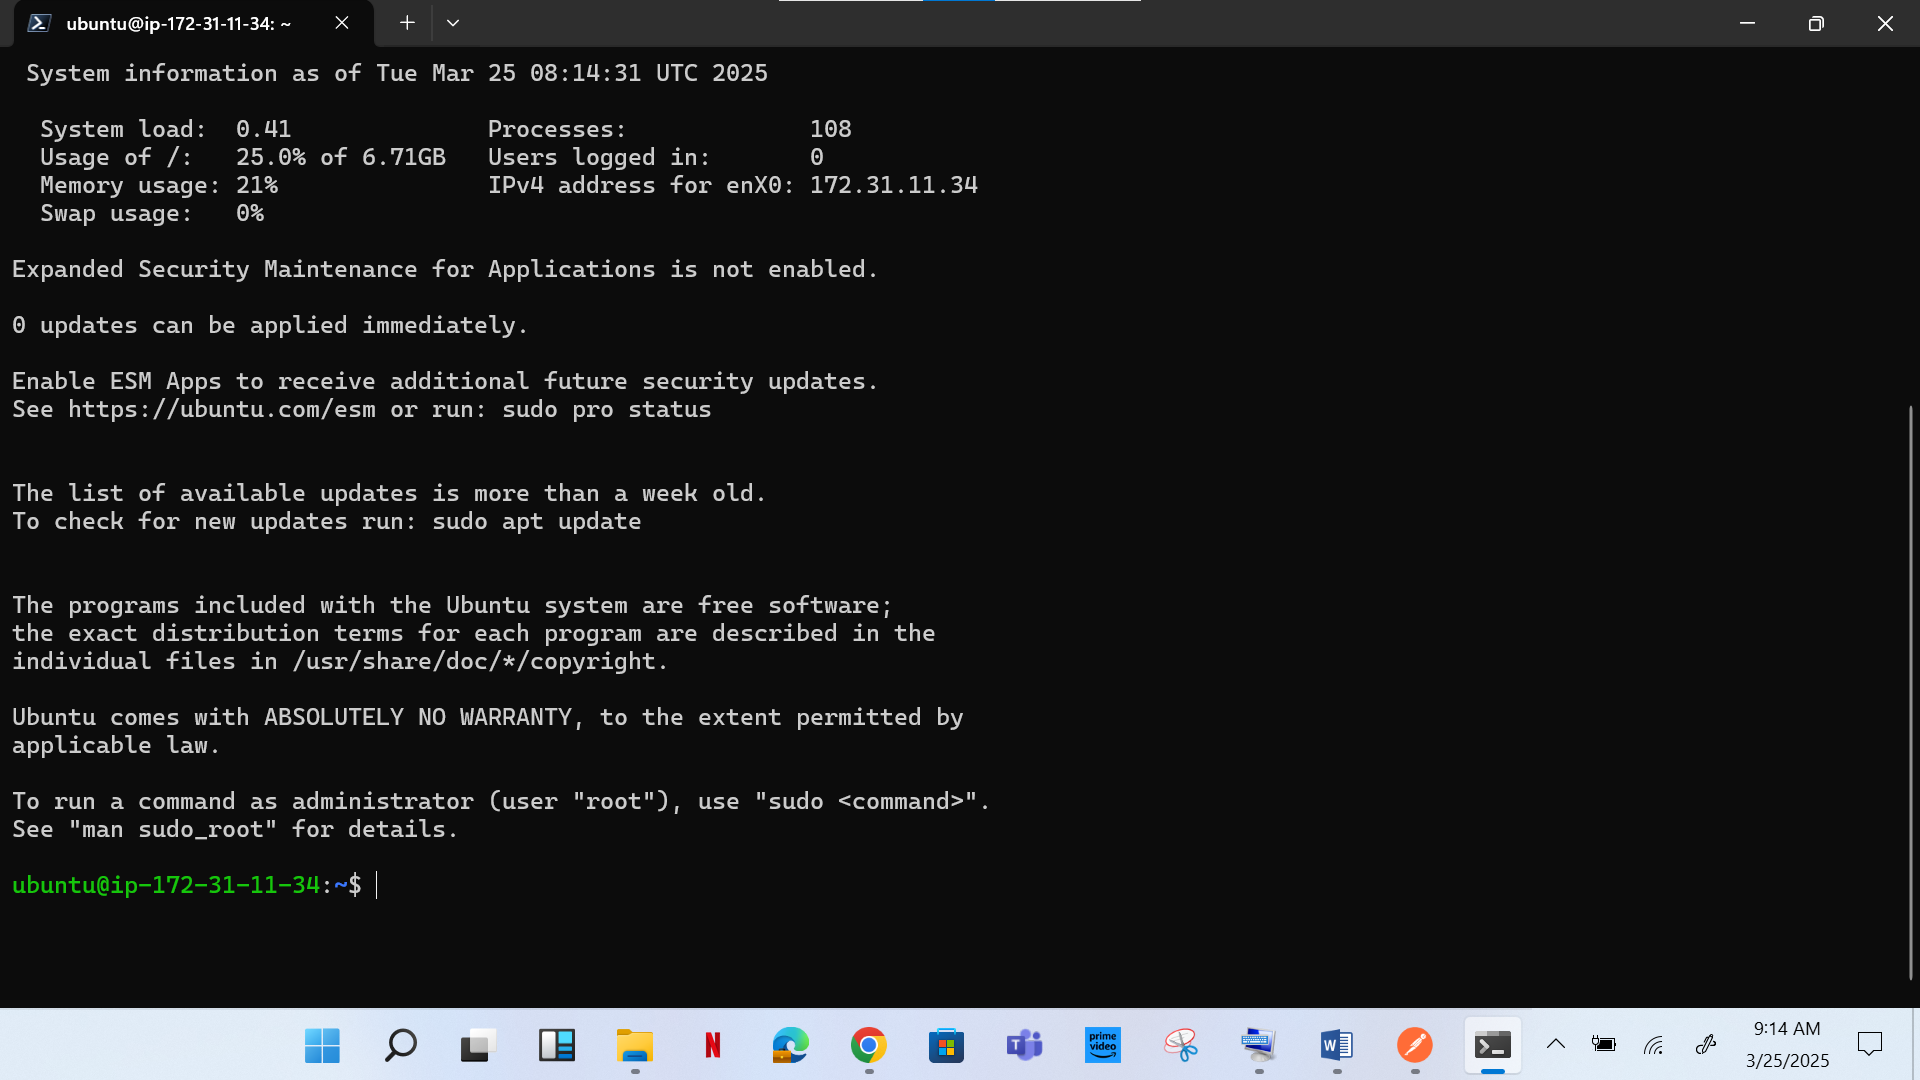 ubuntu@ip-172-31-11-34: ~
System information as of Tue Mar 25 08:14:31 UTC 2025
System load:  0.41              Processes:             108
Usage of /:   25.0% of 6.71GB   Users logged in:       0
Memory usage: 21%               IPv4 address for enX0: 172.31.11.34
Swap usage:   0%
Expanded Security Maintenance for Applications is not enabled.
0 updates can be applied immediately.
Enable ESM Apps to receive additional future security updates.
See https://ubuntu.com/esm or run: sudo pro status
The list of available updates is more than a week old.
To check for new updates run: sudo apt update
The programs included with the Ubuntu system are free software;
the exact distribution terms for each program are described in the
individual files in /usr/share/doc/*/copyright.
Ubuntu comes with ABSOLUTELY NO WARRANTY, to the extent permitted by
applicable law.
To run a command as administrator (user "root"), use "sudo <command>".
See "man sudo_root" for details.
ubuntu@ip-172-31-11-34:~$
N
T
prime video
W
9:14 AM
3/25/2025